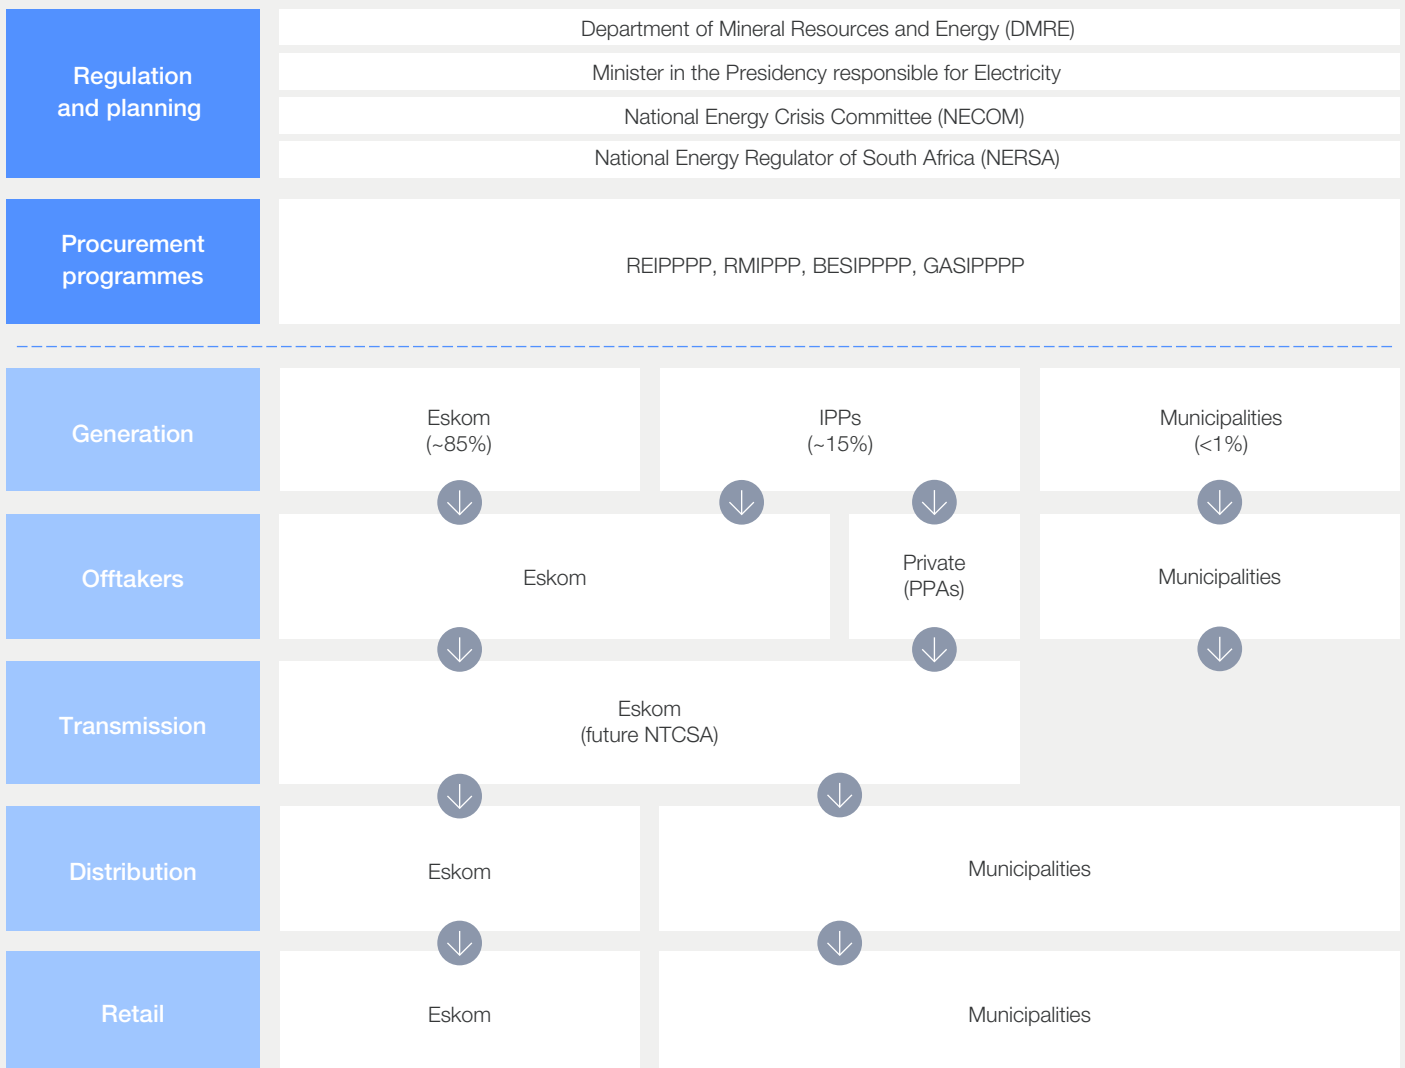 Regulation
and planning
Department of Mineral Resources and Energy (DMRE)
Minister in the Presidency responsible for Electricity
National Energy Crisis Committee (NECOM)
National Energy Regulator of South Africa (NERSA)
Procurement
programmes
REIPPPP, RMIPPP, BESIPPPP, GASIPPPP
Generation
Eskom
(~85%)
IPPs
(~15%)
Municipalities
(<1%)
Offtakers
Eskom
Private
(PPAs)
Municipalities
Transmission
Eskom
(future NTCSA)
Distribution
Eskom
Municipalities
Retail
Eskom
Municipalities